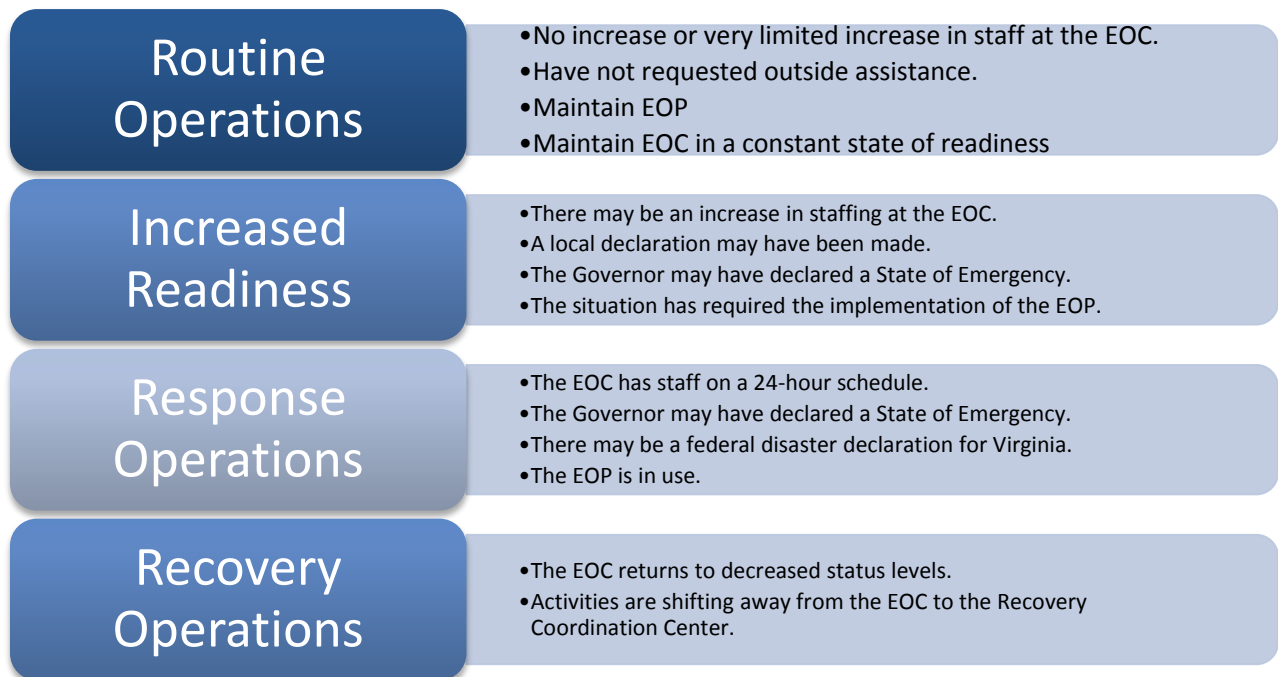 Routine
Operations
•No increase or very limited increase in staff at the EOC.
•Have not requested outside assistance.
•Maintain EOP
•Maintain EOC in a constant state of readiness
Increased
Readiness
•There may be an increase in staffing at the EOC.
•A local declaration may have been made.
•The Governor may have declared a State of Emergency.
•The situation has required the implementation of the EOP.
Response
Operations
•The EOC has staff on a 24-hour schedule.
•The Governor may have declared a State of Emergency.
•There may be a federal disaster declaration for Virginia.
•The EOP is in use.
Recovery
Operations
•The EOC returns to decreased status levels.
•Activities are shifting away from the EOC to the Recovery
Coordination Center.